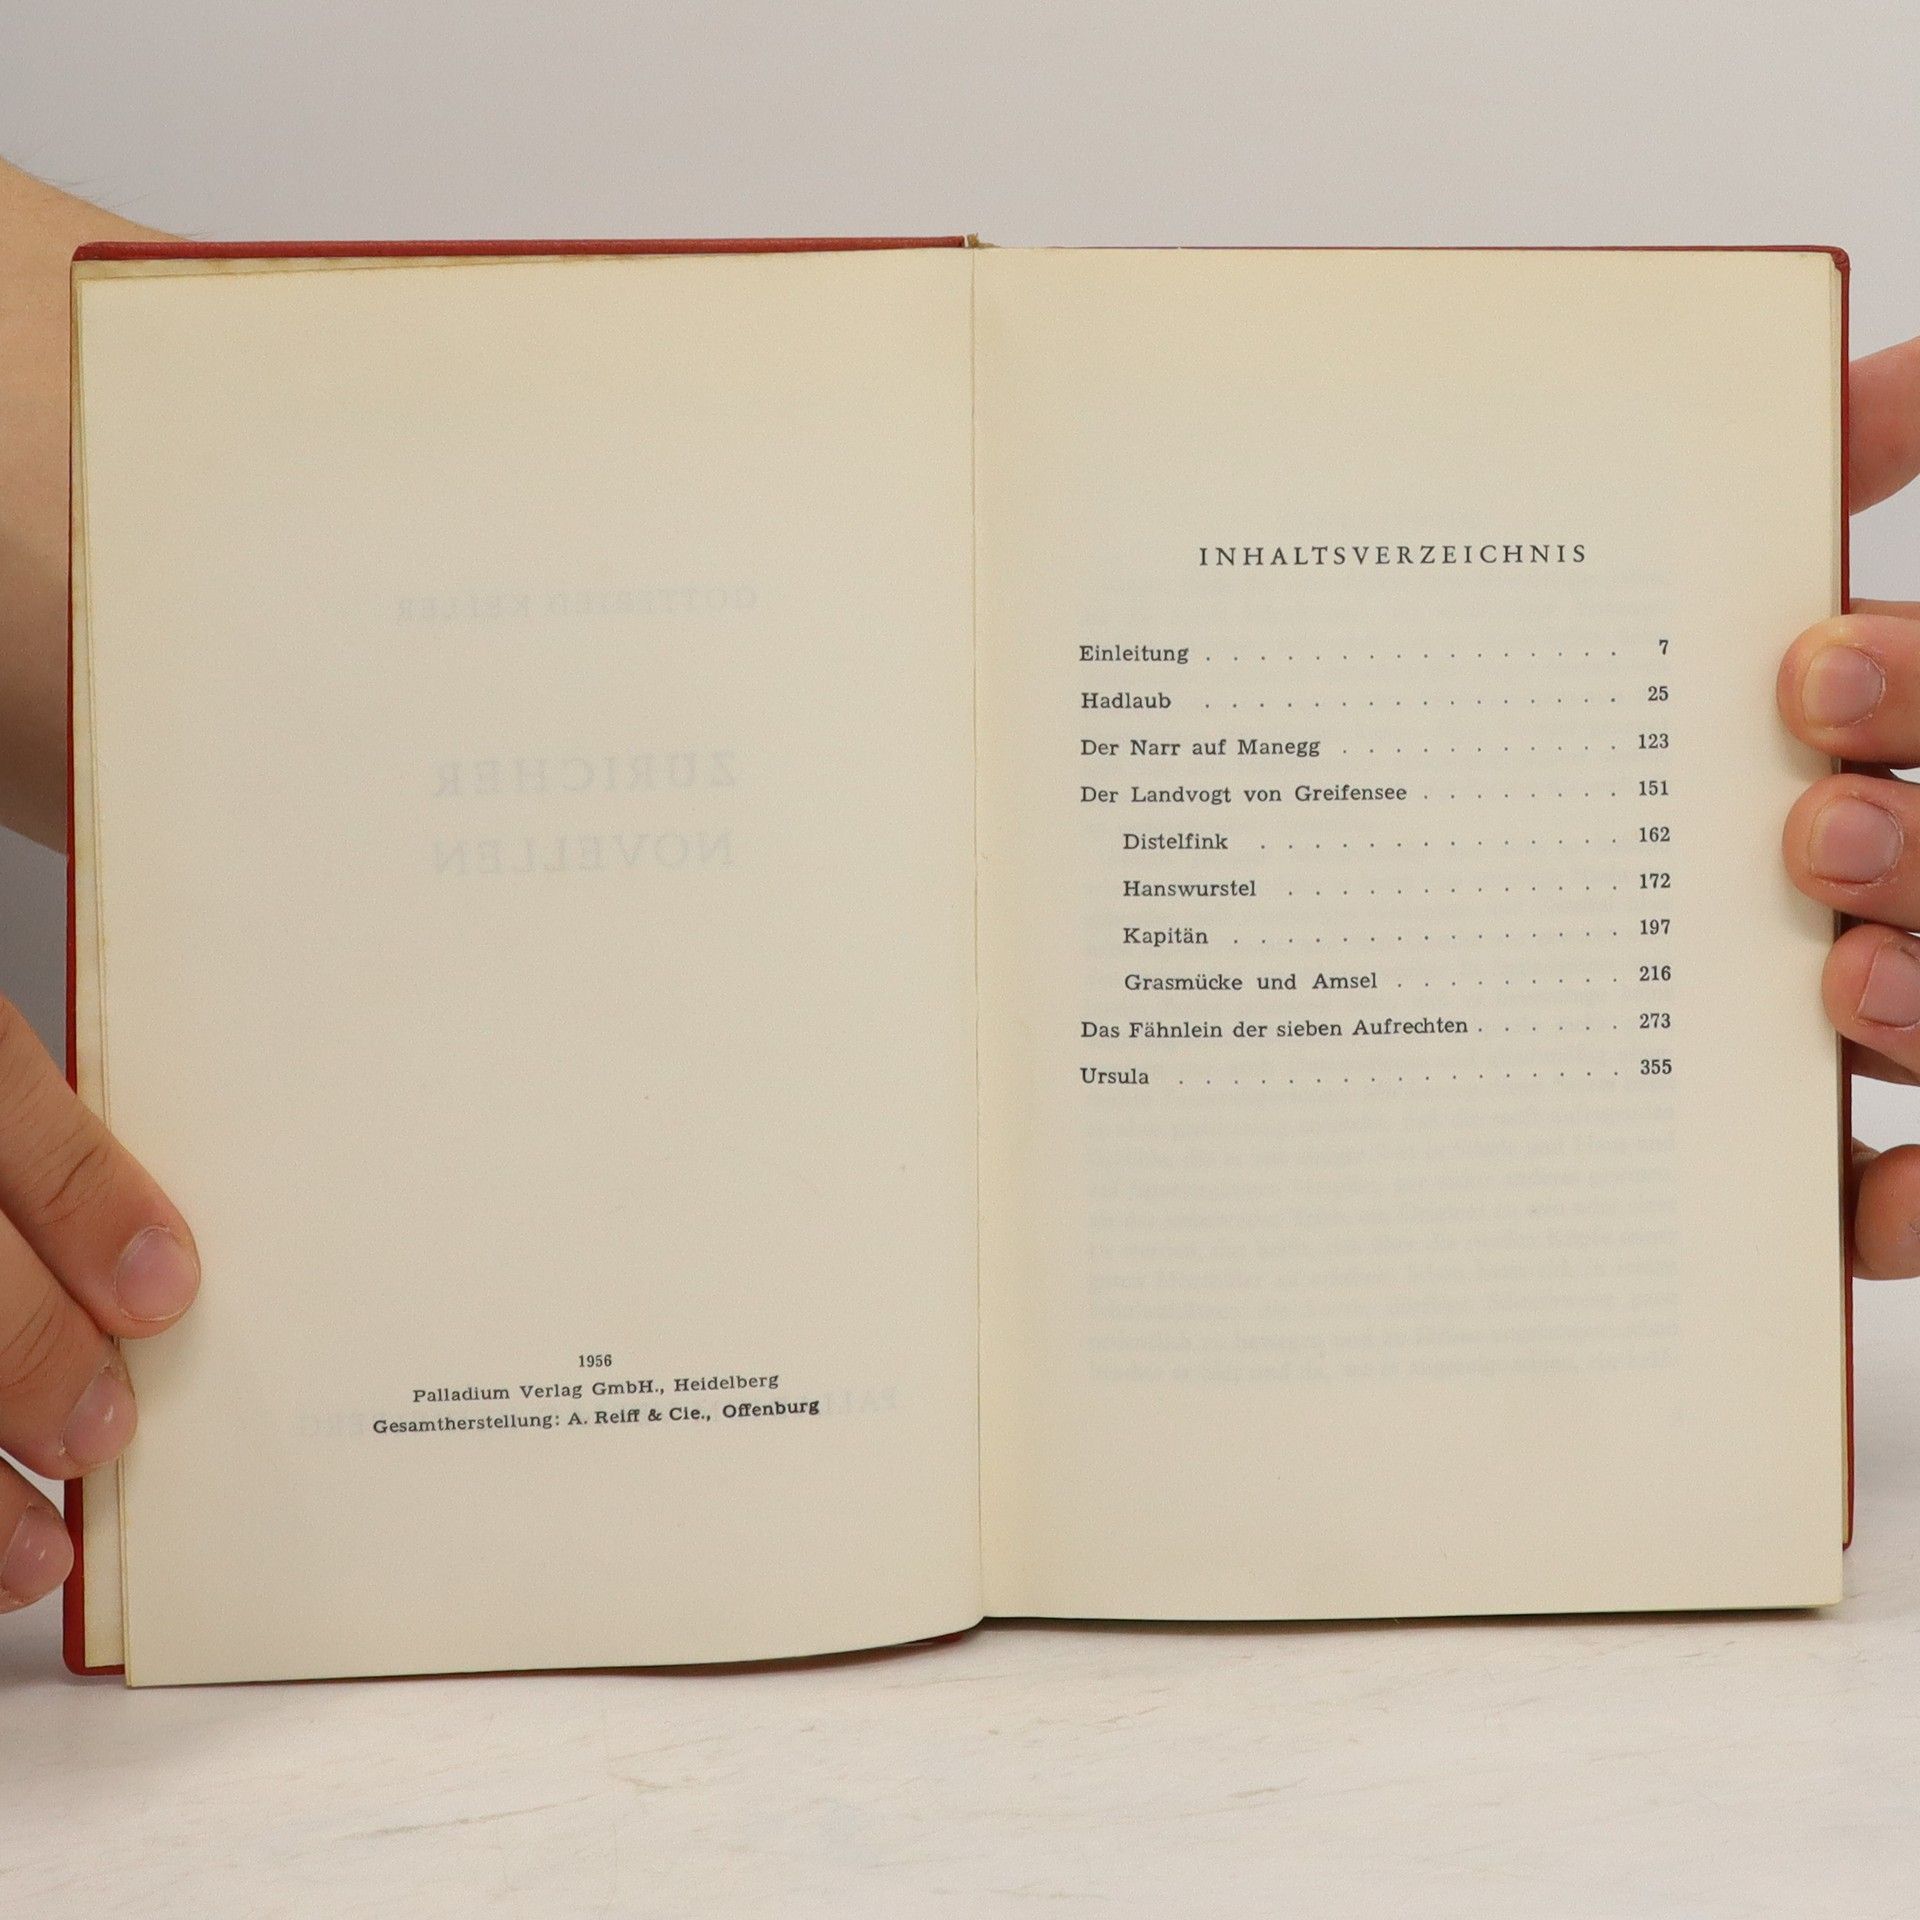 1956
Palladium Verlag GmbH., Heidelberg
Gesamtherstellung: A. Reiff & Cie., Offenburg
INHALTSVERZEICHNIS
Einleitung . . . . . . . . . . . . . . . . 7
Hadlaub . . . . . . . . . . . . . . . . 25
Der Narr auf Manegg . . . . . . . . . . . 123
Der Landvogt von Greifensee . . . . . . . . 151
Distelfink . . . . . . . . . . . . . . 162
Hanswurstel . . . . . . . . . . . . . 172
Kapitän . . . . . . . . . . . . . . . 197
Grasmücke und Amsel . . . . . . . . . 216
Das Fähnlein der sieben Aufrechten . . . . . . 273
Ursula . . . . . . . . . . . . . . . . . 355